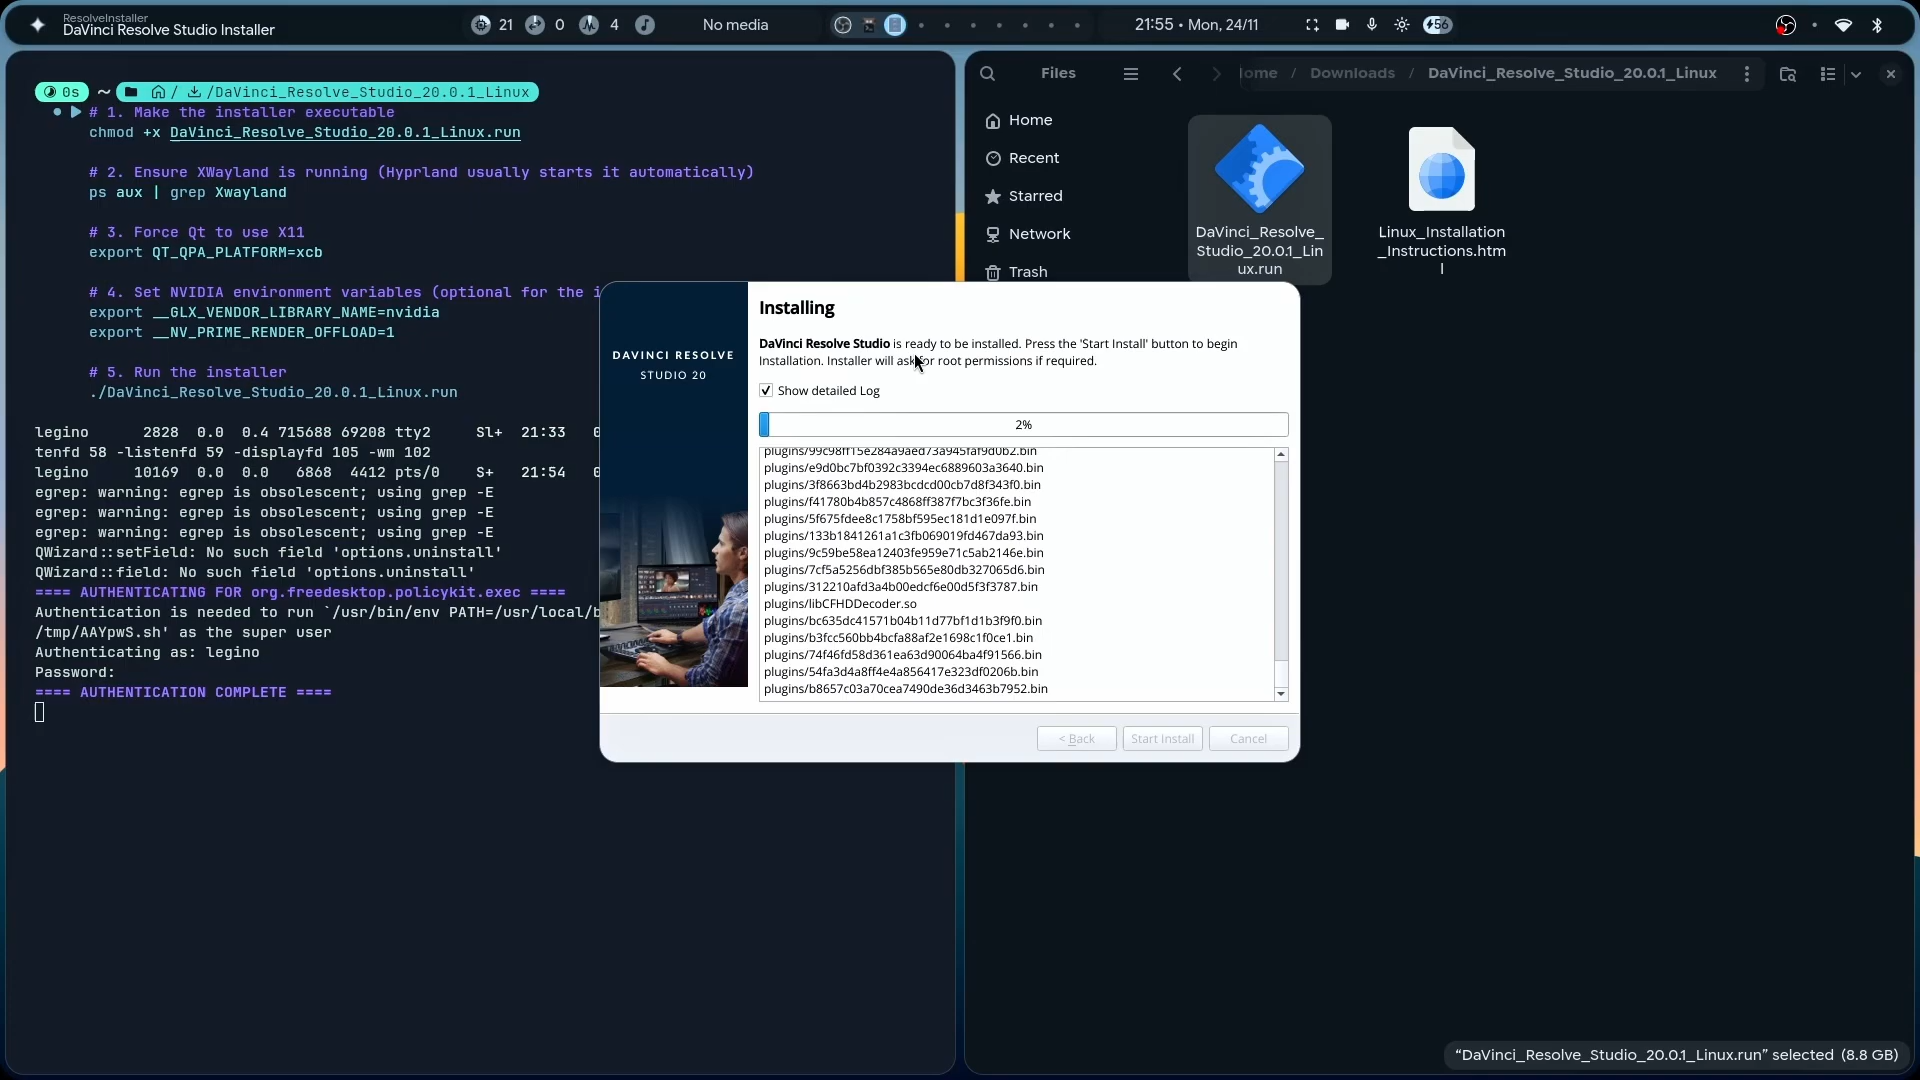 ResolveInstaller
DaVinci Resolve Studio Installer
21
0
4
No media
21:55 • Mon, 24/11
56
0s
~
/ /DaVinci_Resolve_Studio_20.0.1_Linux
# 1. Make the installer executable
chmod +x DaVinci_Resolve_Studio_20.0.1_Linux.run
# 2. Ensure XWayland is running (Hyprland usually starts it automatically)
ps aux | grep Xwayland
# 3. Force Qt to use X11
export QT_QPA_PLATFORM=xcb
# 4. Set NVIDIA environment variables (optional for the i
export __GLX_VENDOR_LIBRARY_NAME=nvidia
export __NV_PRIME_RENDER_OFFLOAD=1
# 5. Run the installer
./DaVinci_Resolve_Studio_20.0.1_Linux.run
legino 2828 0.0 0.4 715688 69208 tty2 Sl+ 21:33 0
tenfd 58 -listenfd 59 -displayfd 105 -wm 102
legino 10169 0.0 0.0 6868 4412 pts/0 S+ 21:54 0
egrep: warning: egrep is obsolescent; using grep -E
egrep: warning: egrep is obsolescent; using grep -E
egrep: warning: egrep is obsolescent; using grep -E
QWizard::setField: No such field 'options.uninstall'
QWizard::field: No such field 'options.uninstall'
==== AUTHENTICATING FOR org.freedesktop.policykit.exec ====
Authentication is needed to run `/usr/bin/env PATH=/usr/local/b
/tmp/AAYpwS.sh' as the super user
Authenticating as: legino
Password:
==== AUTHENTICATION COMPLETE ====
Files
ome / Downloads / DaVinci_Resolve_Studio_20.0.1_Linux
Home
Recent
Starred
Network
Trash
DaVinci_Resolve_
Studio_20.0.1_Lin
ux.run
Linux_Installation
_Instructions.htm
l
DAVINCI RESOLVE
STUDIO 20
Installing
DaVinci Resolve Studio is ready to be installed. Press the 'Start Install' button to begin
Installation. Installer will ask for root permissions if required.
Show detailed Log
2%
plugins/99c98ff15e284a9aed73a945faf9d0b2.bin
plugins/e9d0bc7bf0392c3394ec6889603a3640.bin
plugins/3f8663bd4b2983bcdcd00cb7d8f343f0.bin
plugins/f41780b4b857c4868ff387f7bc3f36fe.bin
plugins/5f675fdee8c1758bf595ec181d1e097f.bin
plugins/133b1841261a1c3fb069019fd467da93.bin
plugins/9c59be58ea12403fe959e71c5ab2146e.bin
plugins/7cf5a5256dbf385b565e80db327065d6.bin
plugins/312210afd3a4b00edcf6e00d5f3f3787.bin
plugins/libCFHDDecoder.so
plugins/bc635dc41571b04b11d77bf1d1b3f9f0.bin
plugins/b3fcc560bb4bcfa88af2e1698c1f0ce1.bin
plugins/74f46fd58d361ea63d90064ba4f91566.bin
plugins/54fa3d4a8ff4e4a856417e323df0206b.bin
plugins/b8657c03a70cea7490de36d3463b7952.bin
< Back
Start Install
Cancel
“DaVinci_Resolve_Studio_20.0.1_Linux.run” selected (8.8 GB)